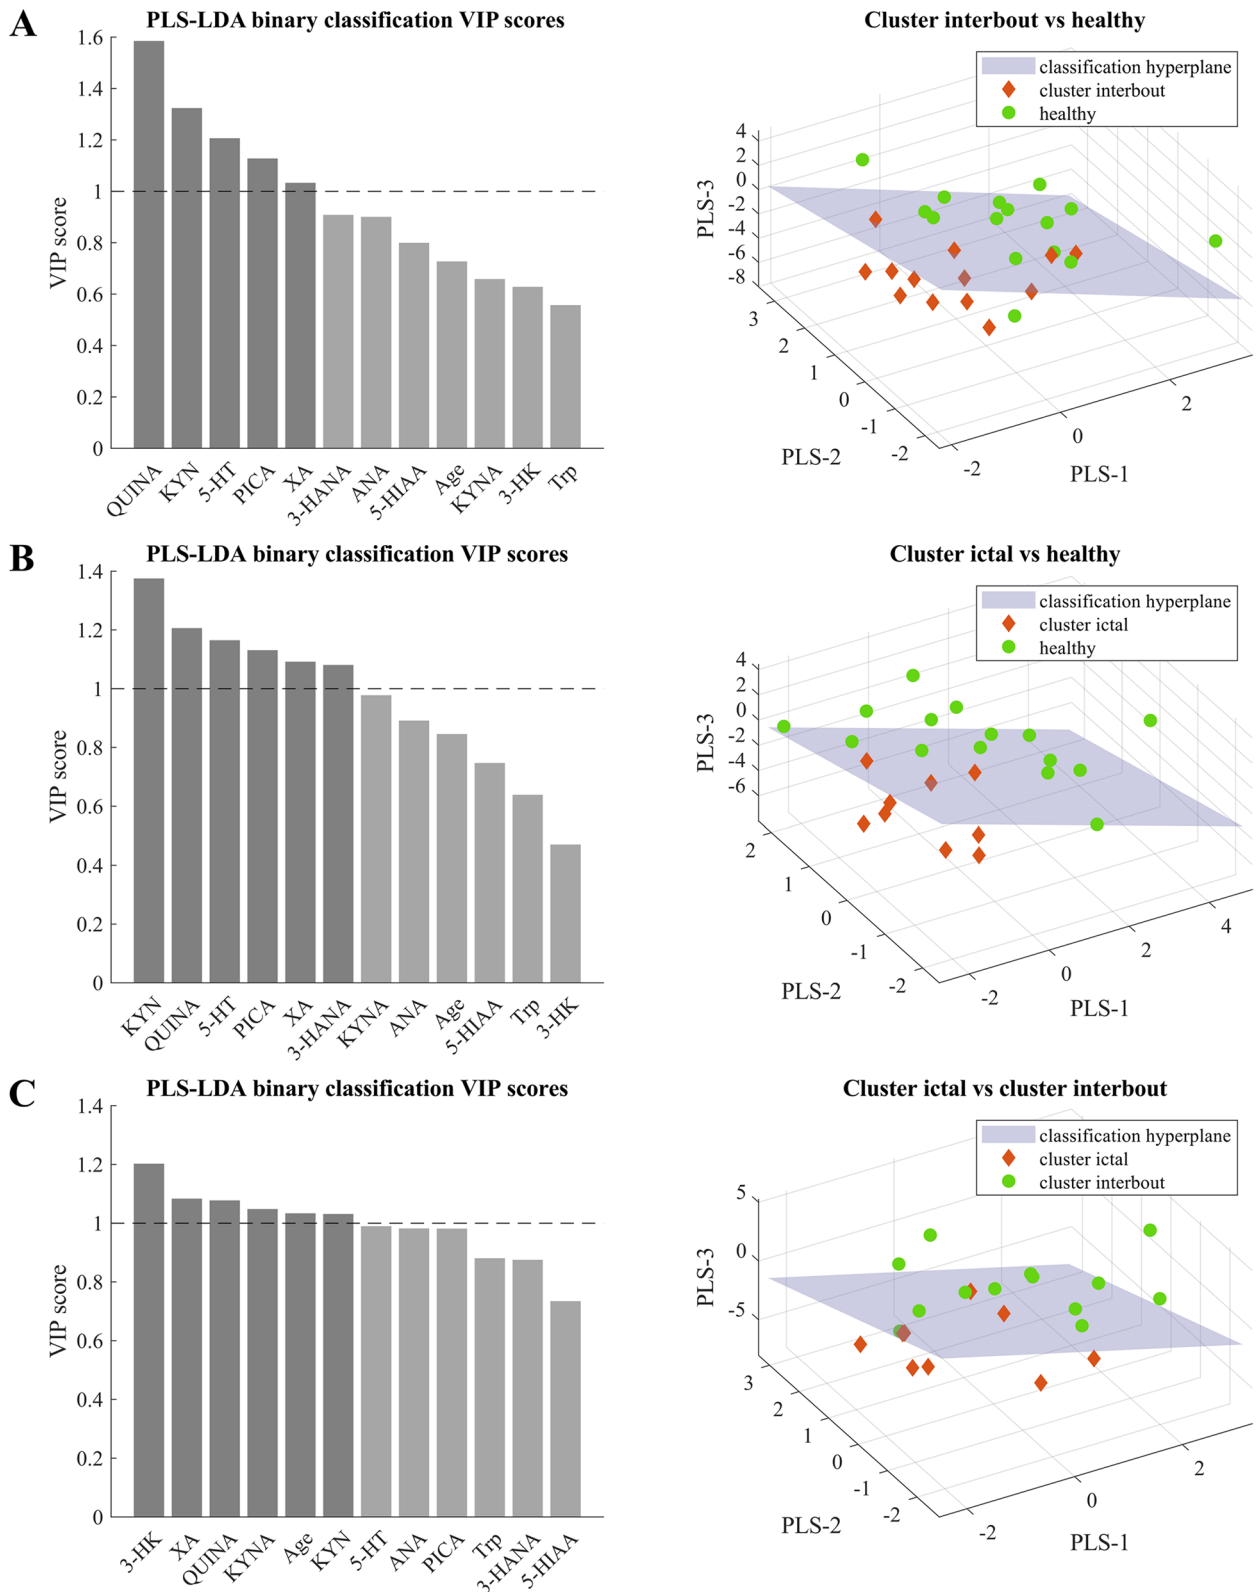 A
PLS-LDA binary classification VIP scores
VIP score
1.6
1.4
1.2
1
0.8
0.6
0.4
0.2
0
QUINA
KYN
5-HT
PICA
XA
3-HANA
ANA
5-HIAA
Age
KYNA
3-HK
Trp
Cluster interbout vs healthy
classification hyperplane
cluster interbout
healthy
PLS-3
4
2
0
-2
-4
-6
-8
3
2
1
0
-1
-2
PLS-2
-2
0
2
PLS-1
B
PLS-LDA binary classification VIP scores
VIP score
1.4
1.2
1
0.8
0.6
0.4
0.2
0
KYN
QUINA
5-HT
PICA
XA
3-HANA
KYNA
ANA
Age
5-HIAA
Trp
3-HK
Cluster ictal vs healthy
classification hyperplane
cluster ictal
healthy
PLS-3
4
2
0
-2
-4
-6
2
1
0
-1
-2
PLS-2
-2
0
2
4
PLS-1
C
PLS-LDA binary classification VIP scores
VIP score
1.4
1.2
1
0.8
0.6
0.4
0.2
0
3-HK
XA
QUINA
KYNA
Age
KYN
5-HT
ANA
PICA
Trp
3-HANA
5-HIAA
Cluster ictal vs cluster interbout
classification hyperplane
cluster ictal
cluster interbout
PLS-3
5
0
-5
3
2
1
0
-1
-2
PLS-2
-2
0
2
PLS-1